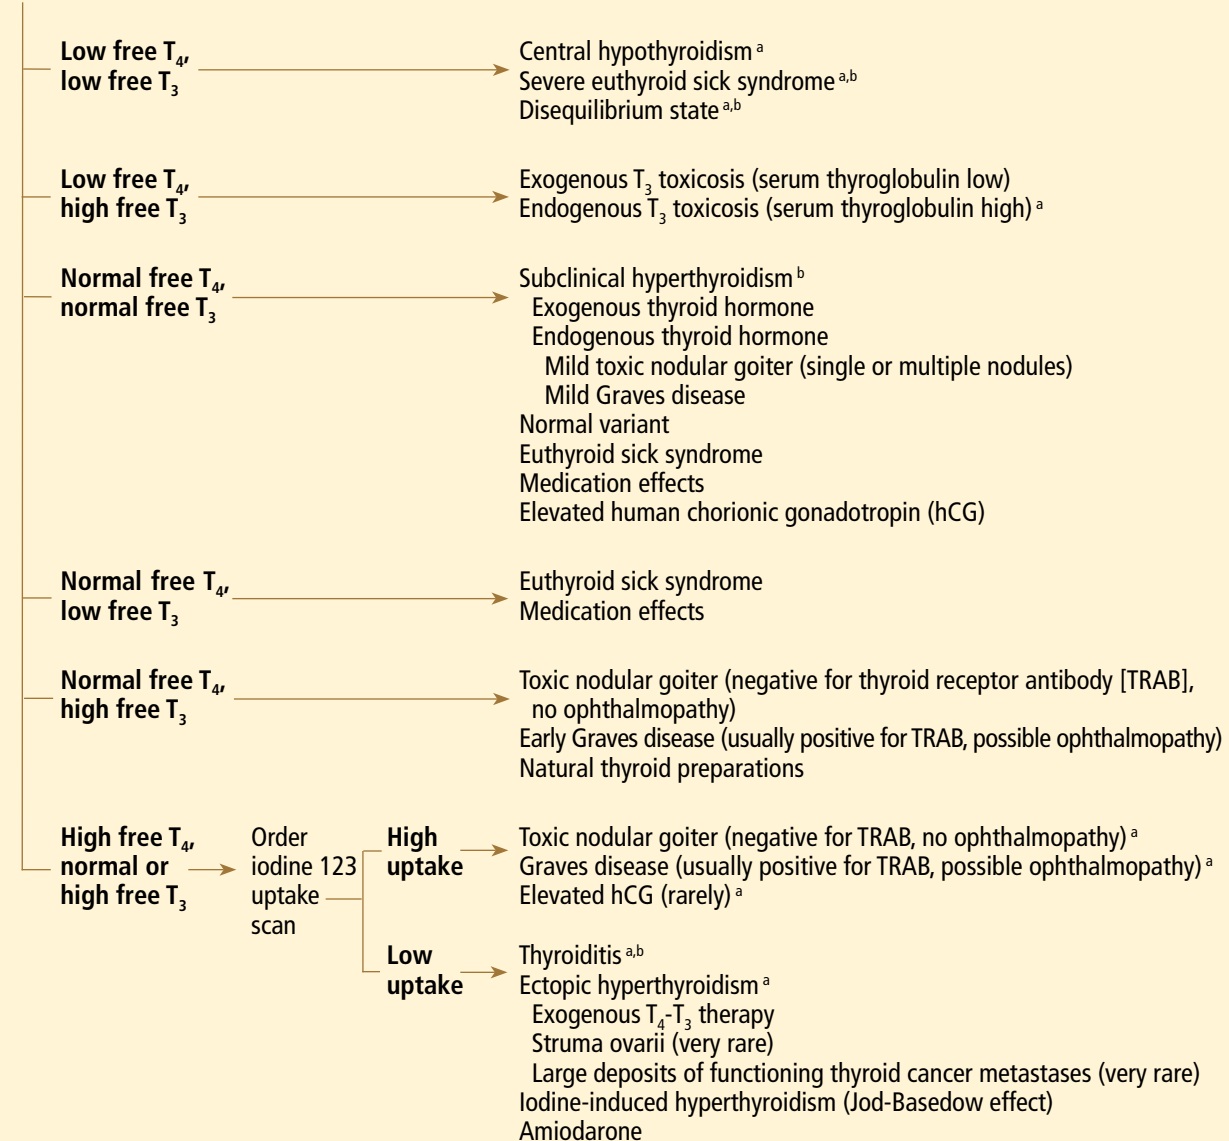 Low free T4,
low free T3
Central hypothyroidism a
Severe euthyroid sick syndrome a,b
Disequilibrium state a,b
Low free T4,
high free T3
Exogenous T3 toxicosis (serum thyroglobulin low)
Endogenous T3 toxicosis (serum thyroglobulin high) a
Normal free T4,
normal free T3
Subclinical hyperthyroidism b
Exogenous thyroid hormone
Endogenous thyroid hormone
Mild toxic nodular goiter (single or multiple nodules)
Mild Graves disease
Normal variant
Euthyroid sick syndrome
Medication effects
Elevated human chorionic gonadotropin (hCG)
Normal free T4,
low free T3
Euthyroid sick syndrome
Medication effects
Normal free T4,
high free T3
Toxic nodular goiter (negative for thyroid receptor antibody [TRAB],
no ophthalmopathy)
Early Graves disease (usually positive for TRAB, possible ophthalmopathy)
Natural thyroid preparations
High free T4,
normal or
high free T3
Order
iodine 123
uptake
scan
High
uptake
Toxic nodular goiter (negative for TRAB, no ophthalmopathy) a
Graves disease (usually positive for TRAB, possible ophthalmopathy) a
Elevated hCG (rarely) a
Low
uptake
Thyroiditis a,b
Ectopic hyperthyroidism a
Exogenous T4-T3 therapy
Struma ovarii (very rare)
Large deposits of functioning thyroid cancer metastases (very rare)
Iodine-induced hyperthyroidism (Jod-Basedow effect)
Amiodarone